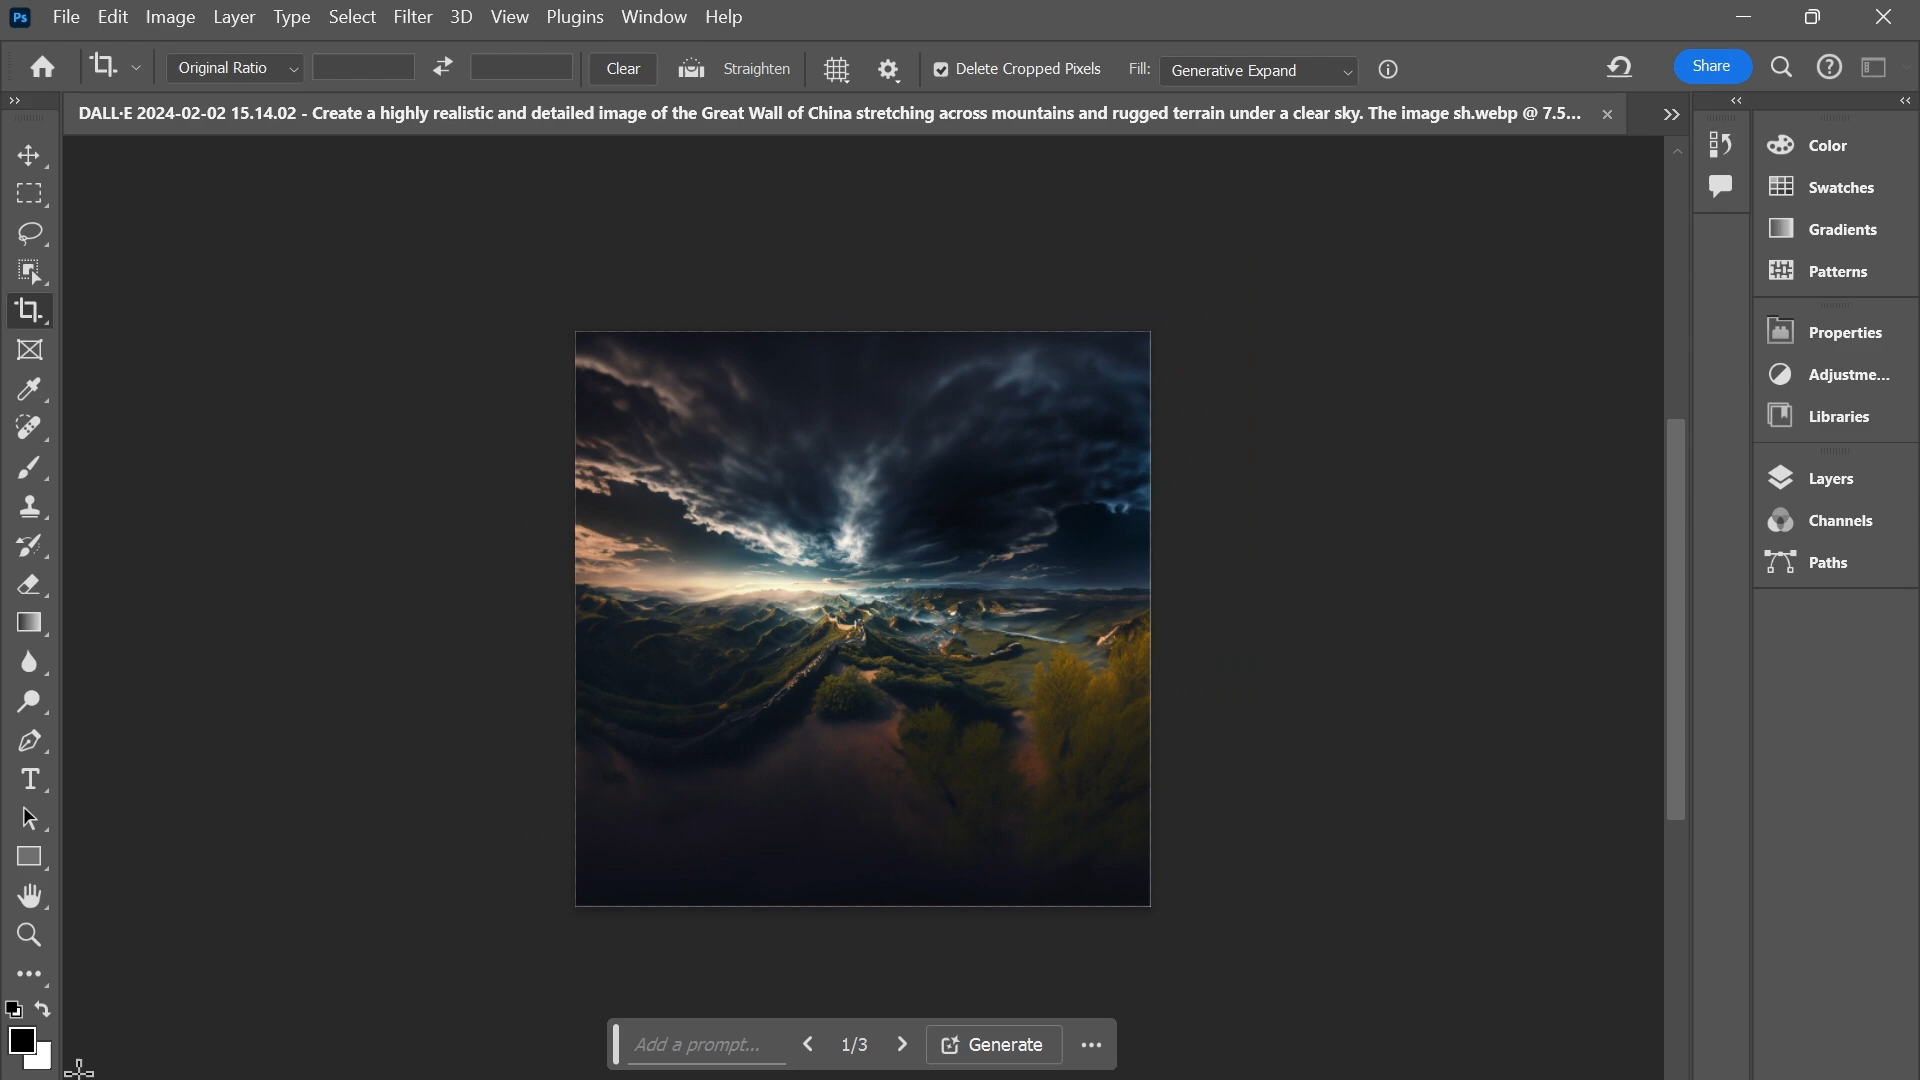 Ps File Edit Image Layer Type Select Filter 3D View Plugins Window Help
Original Ratio Clear Straighten Delete Cropped Pixels Fill: Generative Expand Share
DALL·E 2024-02-02 15.14.02 - Create a highly realistic and detailed image of the Great Wall of China stretching across mountains and rugged terrain under a clear sky. The image sh.webp @ 7.5...
Color
Swatches
Gradients
Patterns
Properties
Adjustme...
Libraries
Layers
Channels
Paths
Add a prompt... 1/3 Generate